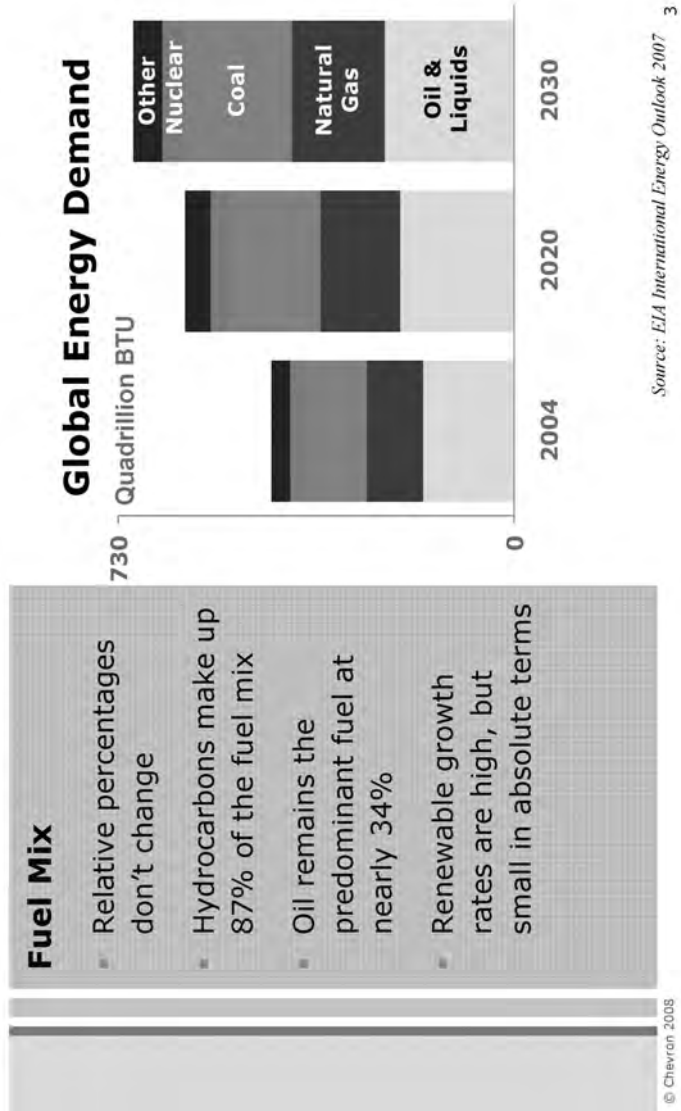 Fuel Mix
Relative percentages
don't change
Hydrocarbons make up
87% of the fuel mix
Oil remains the
predominant fuel at
nearly 34%
Renewable growth
rates are high, but
small in absolute terms
Global Energy Demand
Quadrillion BTU
730
0
Other
Nuclear
Coal
Natural
Gas
Oil &
Liquids
2004
2020
2030
Source: EIA International Energy Outlook 2007
3
© Chevron 2008